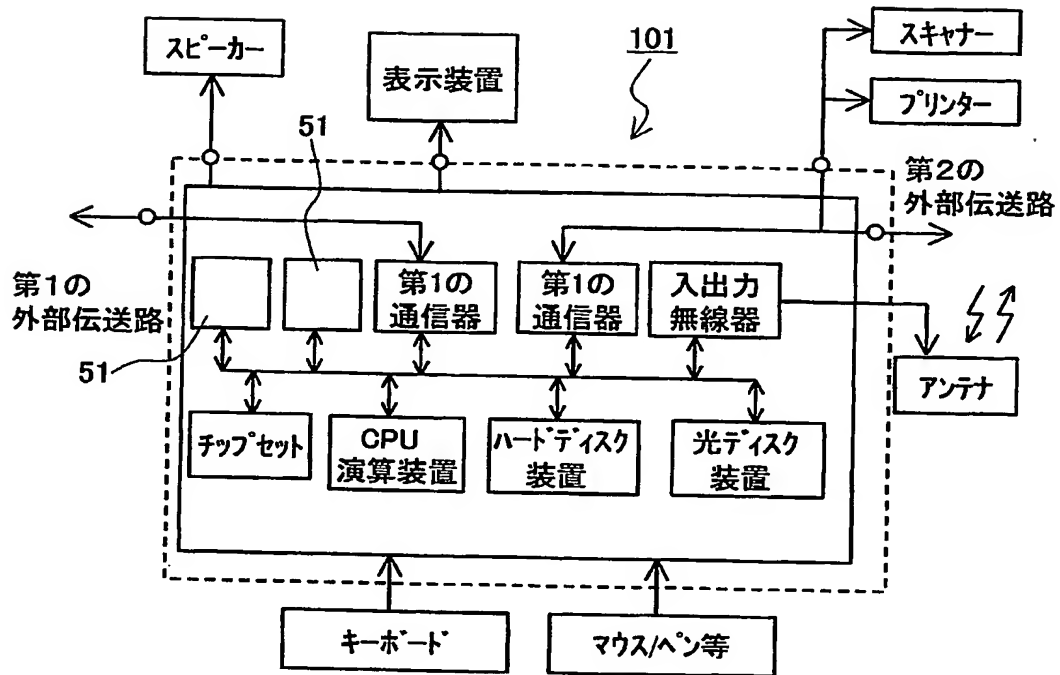 スピーカー
表示装置
101
スキャナー
プリンター
51
第2の
外部伝送路
第1の
外部伝送路
51
第1の
通信器
第1の
通信器
入出力
無線器
アンテナ
チップセット
CPU
演算装置
ハードディスク
装置
光ディスク
装置
キーボード
マウス/ペン等